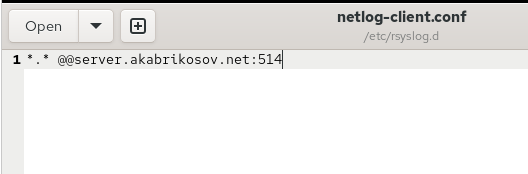 Open
netlog-client.conf
/etc/rsyslog.d
1 *.* @@server.akabrikosov.net:514